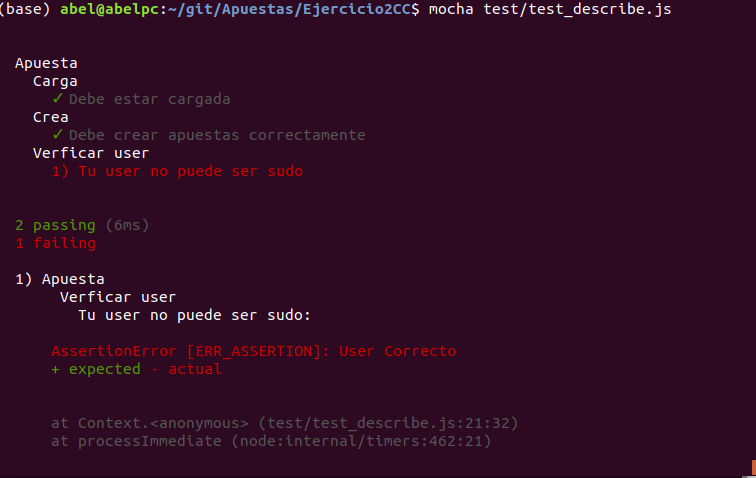 (base) abel@abelpc:~/git/Apuestas/Ejercicio2CC$ mocha test/test_describe.js
Apuesta
Carga
✓ Debe estar cargada
Crea
✓ Debe crear apuestas correctamente
Verficar user
1) Tu user no puede ser sudo
2 passing (6ms)
1 failing
1) Apuesta
Verficar user
Tu user no puede ser sudo:
AssertionError [ERR_ASSERTION]: User Correcto
+ expected - actual
at Context.<anonymous> (test/test_describe.js:21:32)
at processImmediate (node:internal/timers:462:21)